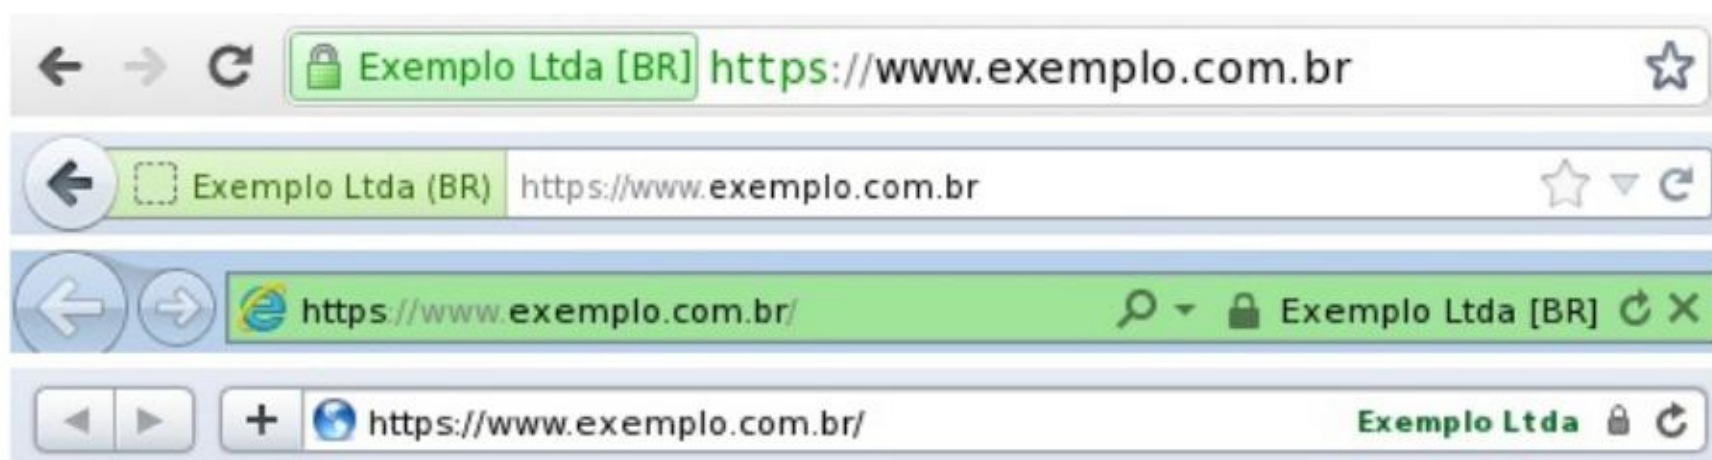 Exemplo Ltda [BR] https://www.exemplo.com.br
Exemplo Ltda (BR) https://www.exemplo.com.br
https://www.exemplo.com.br/ Exemplo Ltda [BR]
https://www.exemplo.com.br/ Exemplo Ltda